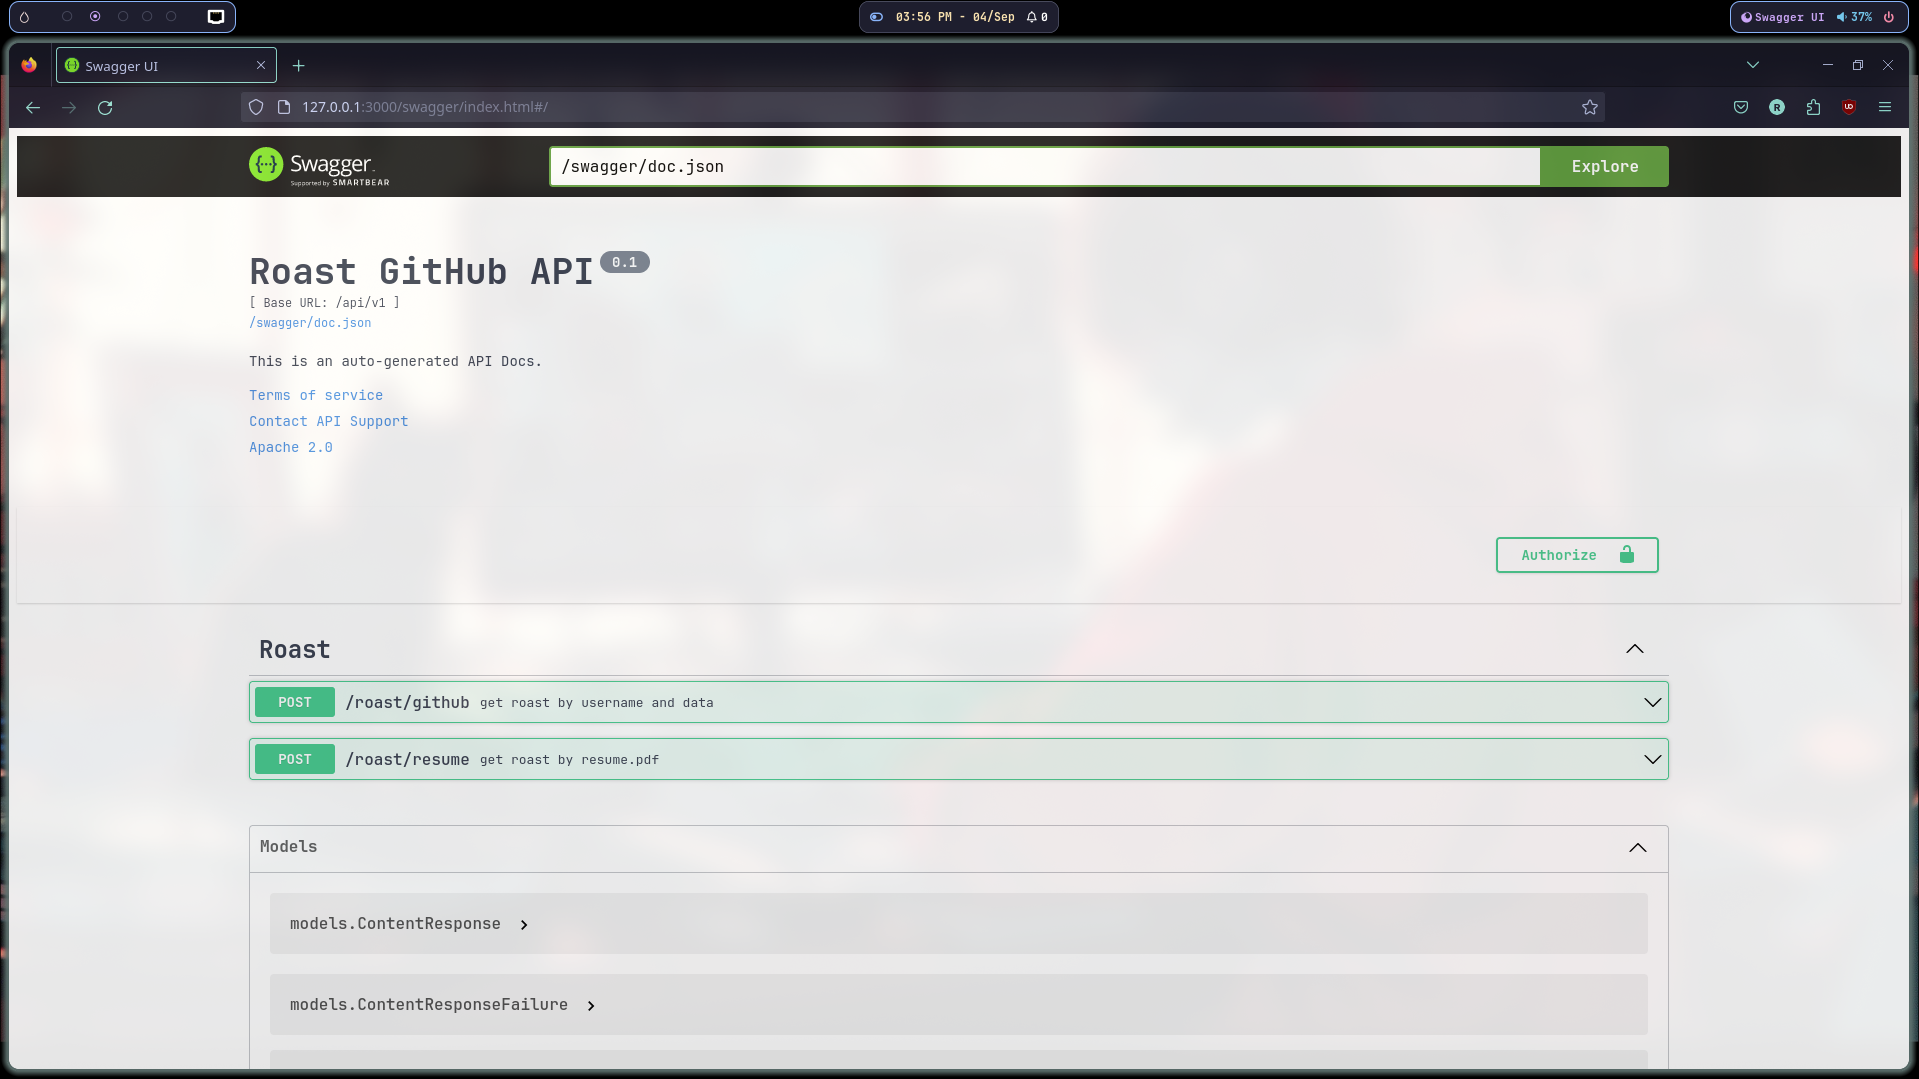 03:56 PM - 04/Sep 0
Swagger UI 37%
Swagger UI
127.0.0.1:3000/swagger/index.html#/
R
UO
{···} Swagger
Supported by SMARTBEAR
/swagger/doc.json
Explore
Roast GitHub API 0.1
[ Base URL: /api/v1 ]
/swagger/doc.json
This is an auto-generated API Docs.
Terms of service
Contact API Support
Apache 2.0
Authorize
Roast
POST /roast/github get roast by username and data
POST /roast/resume get roast by resume.pdf
Models
models.ContentResponse
models.ContentResponseFailure